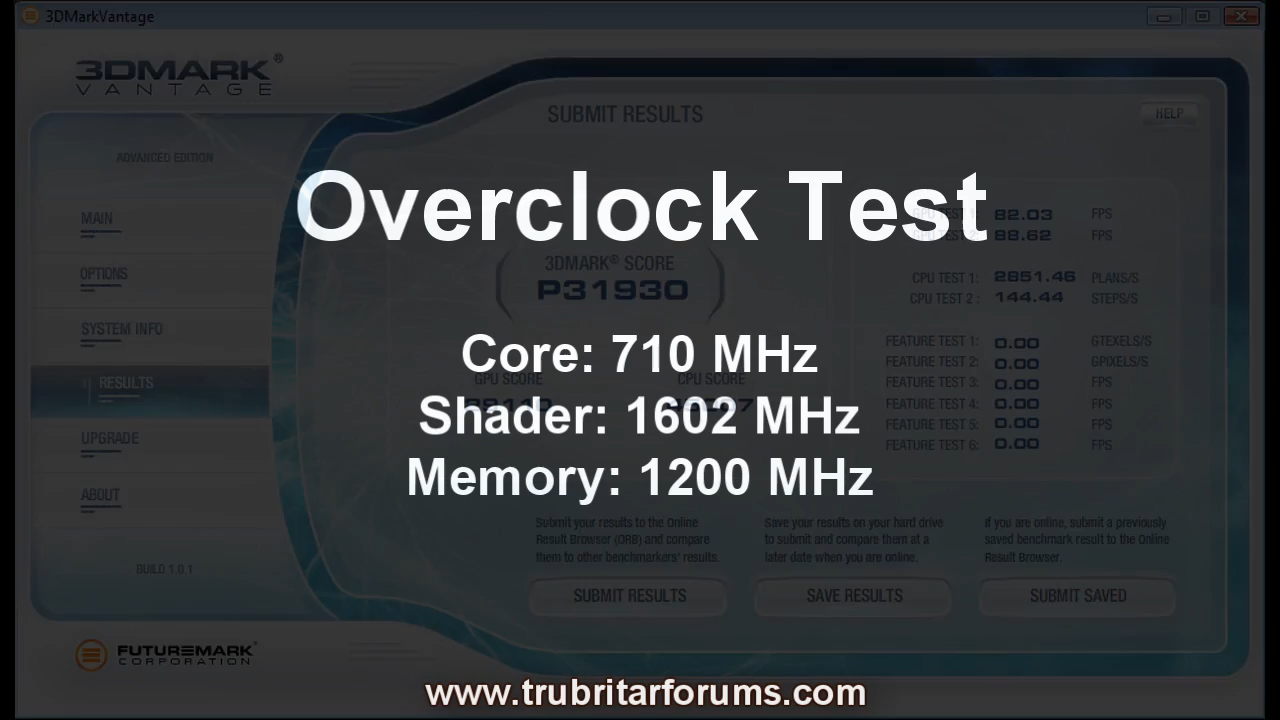 3DMarkVantage
3DMARK®
VANTAGE
SUBMIT RESULTS
HELP
ADVANCED EDITION
Overclock Test
MAIN
GPU TEST 1: 82.03 FPS
GPU TEST 2: 88.62 FPS
3DMARK® SCORE
P31930
OPTIONS
CPU TEST 1: 2851.46 PLANS/S
CPU TEST 2: 144.44 STEPS/S
SYSTEM INFO
Core: 710 MHz
FEATURE TEST 1: 0.00 GTEXELS/S
FEATURE TEST 2: 0.00 GPIXELS/S
FEATURE TEST 3: 0.00 FPS
FEATURE TEST 4: 0.00 FPS
FEATURE TEST 5: 0.00 FPS
FEATURE TEST 6: 0.00 FPS
GPU SCORE
CPU SCORE
RESULTS
Shader: 1602 MHz
UPGRADE
Memory: 1200 MHz
ABOUT
Submit your results to the Online
Result Browser (ORB) and compare
them to other benchmarkers' results.
Save your results on your hard drive
to submit and compare them at a
later date when you are online.
If you are online, submit a previously
saved benchmark result to the Online
Result Browser.
BUILD 1.0.1
SUBMIT RESULTS
SAVE RESULTS
SUBMIT SAVED
FUTUREMARK®
CORPORATION
www.trubritarforums.com